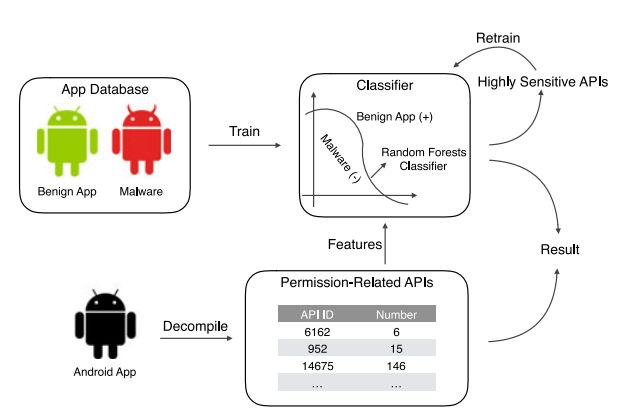 Retrain
App Database
Classifier
Highly Sensitive APIs
Benign App (+)
Train
Malware (-)
Random Forests
Classifier
Benign App
Malware
Features
Result
Permission-Related APIs
API ID Number
6162 6
Decompile
952 15
14675 146
Android App
... ...